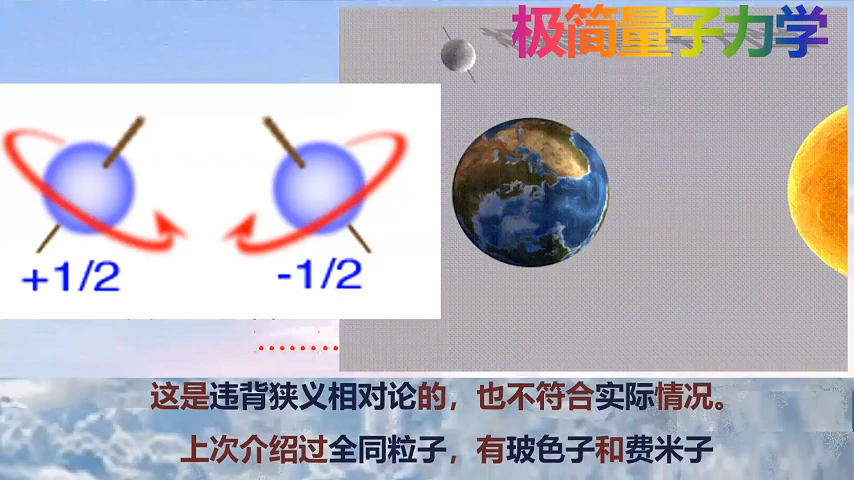 极简量子力学
+1/2
-1/2
这是违背狭义相对论的，也不符合实际情况。
上次介绍过全同粒子，有玻色子和费米子